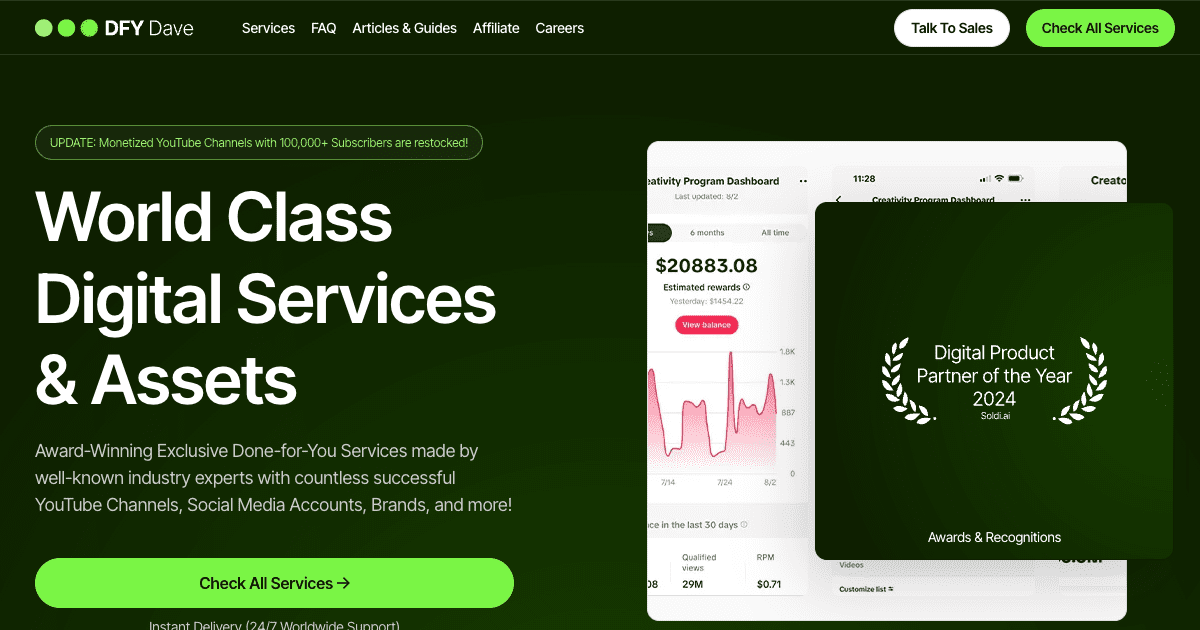 DFY Dave
Services
FAQ
Articles & Guides
Affiliate
Careers
Talk To Sales
Check All Services
UPDATE: Monetized YouTube Channels with 100,000+ Subscribers are restocked!
World Class
Digital Services
& Assets
Award-Winning Exclusive Done-for-You Services made by
well-known industry experts with countless successful
YouTube Channels, Social Media Accounts, Brands, and more!
Check All Services →
Instant Delivery (24/7 Worldwide Support)
eativity Program Dashboard
Last updated: 8/2
6 months
All time
$20883.08
Estimated rewards
Yesterday: $1454.22
View balance
1.8K
1.3K
887
443
0
7/14
7/24
8/2
ce in the last 30 days
Qualified
views
RPM
08
29M
$0.71
11:28
Creativity Program Dashboard
Creato
Digital Product
Partner of the Year
2024
Soldi.ai
Awards & Recognitions
Videos
Customize list